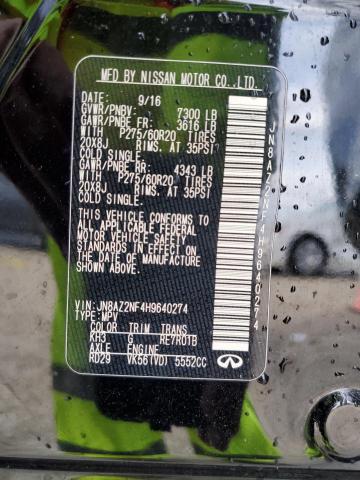 MFD BY NISSAN MOTOR CO.,LTD.
DATE: 9/16
GVWR/PNBV: 7300 LB
GAWR/PNBE FR: 3616 LB
WITH P275/60R20 TIRES
20X8J RIMS, AT 35PSI
COLD SINGLE.
GAWR/PNBE RR: 4343 LB
WITH P275/60R20 TIRES
20X8J RIMS, AT 35PSI
COLD SINGLE.
THIS VEHICLE CONFORMS TO
ALL APPLICABLE FEDERAL
MOTOR VEHICLE SAFETY
STANDARDS IN EFFECT ON
THE DATE OF MANUFACTURE
SHOWN ABOVE.
VIN: JN8AZ2NF4H9640274
TYPE: MPV
COLOR TRIM TRANS
KH3 G RE7R01B
AXLE ENGINE
RD29 VK56(VD) 5552CC
INFINITI
JN8AZ2NF4H9640274